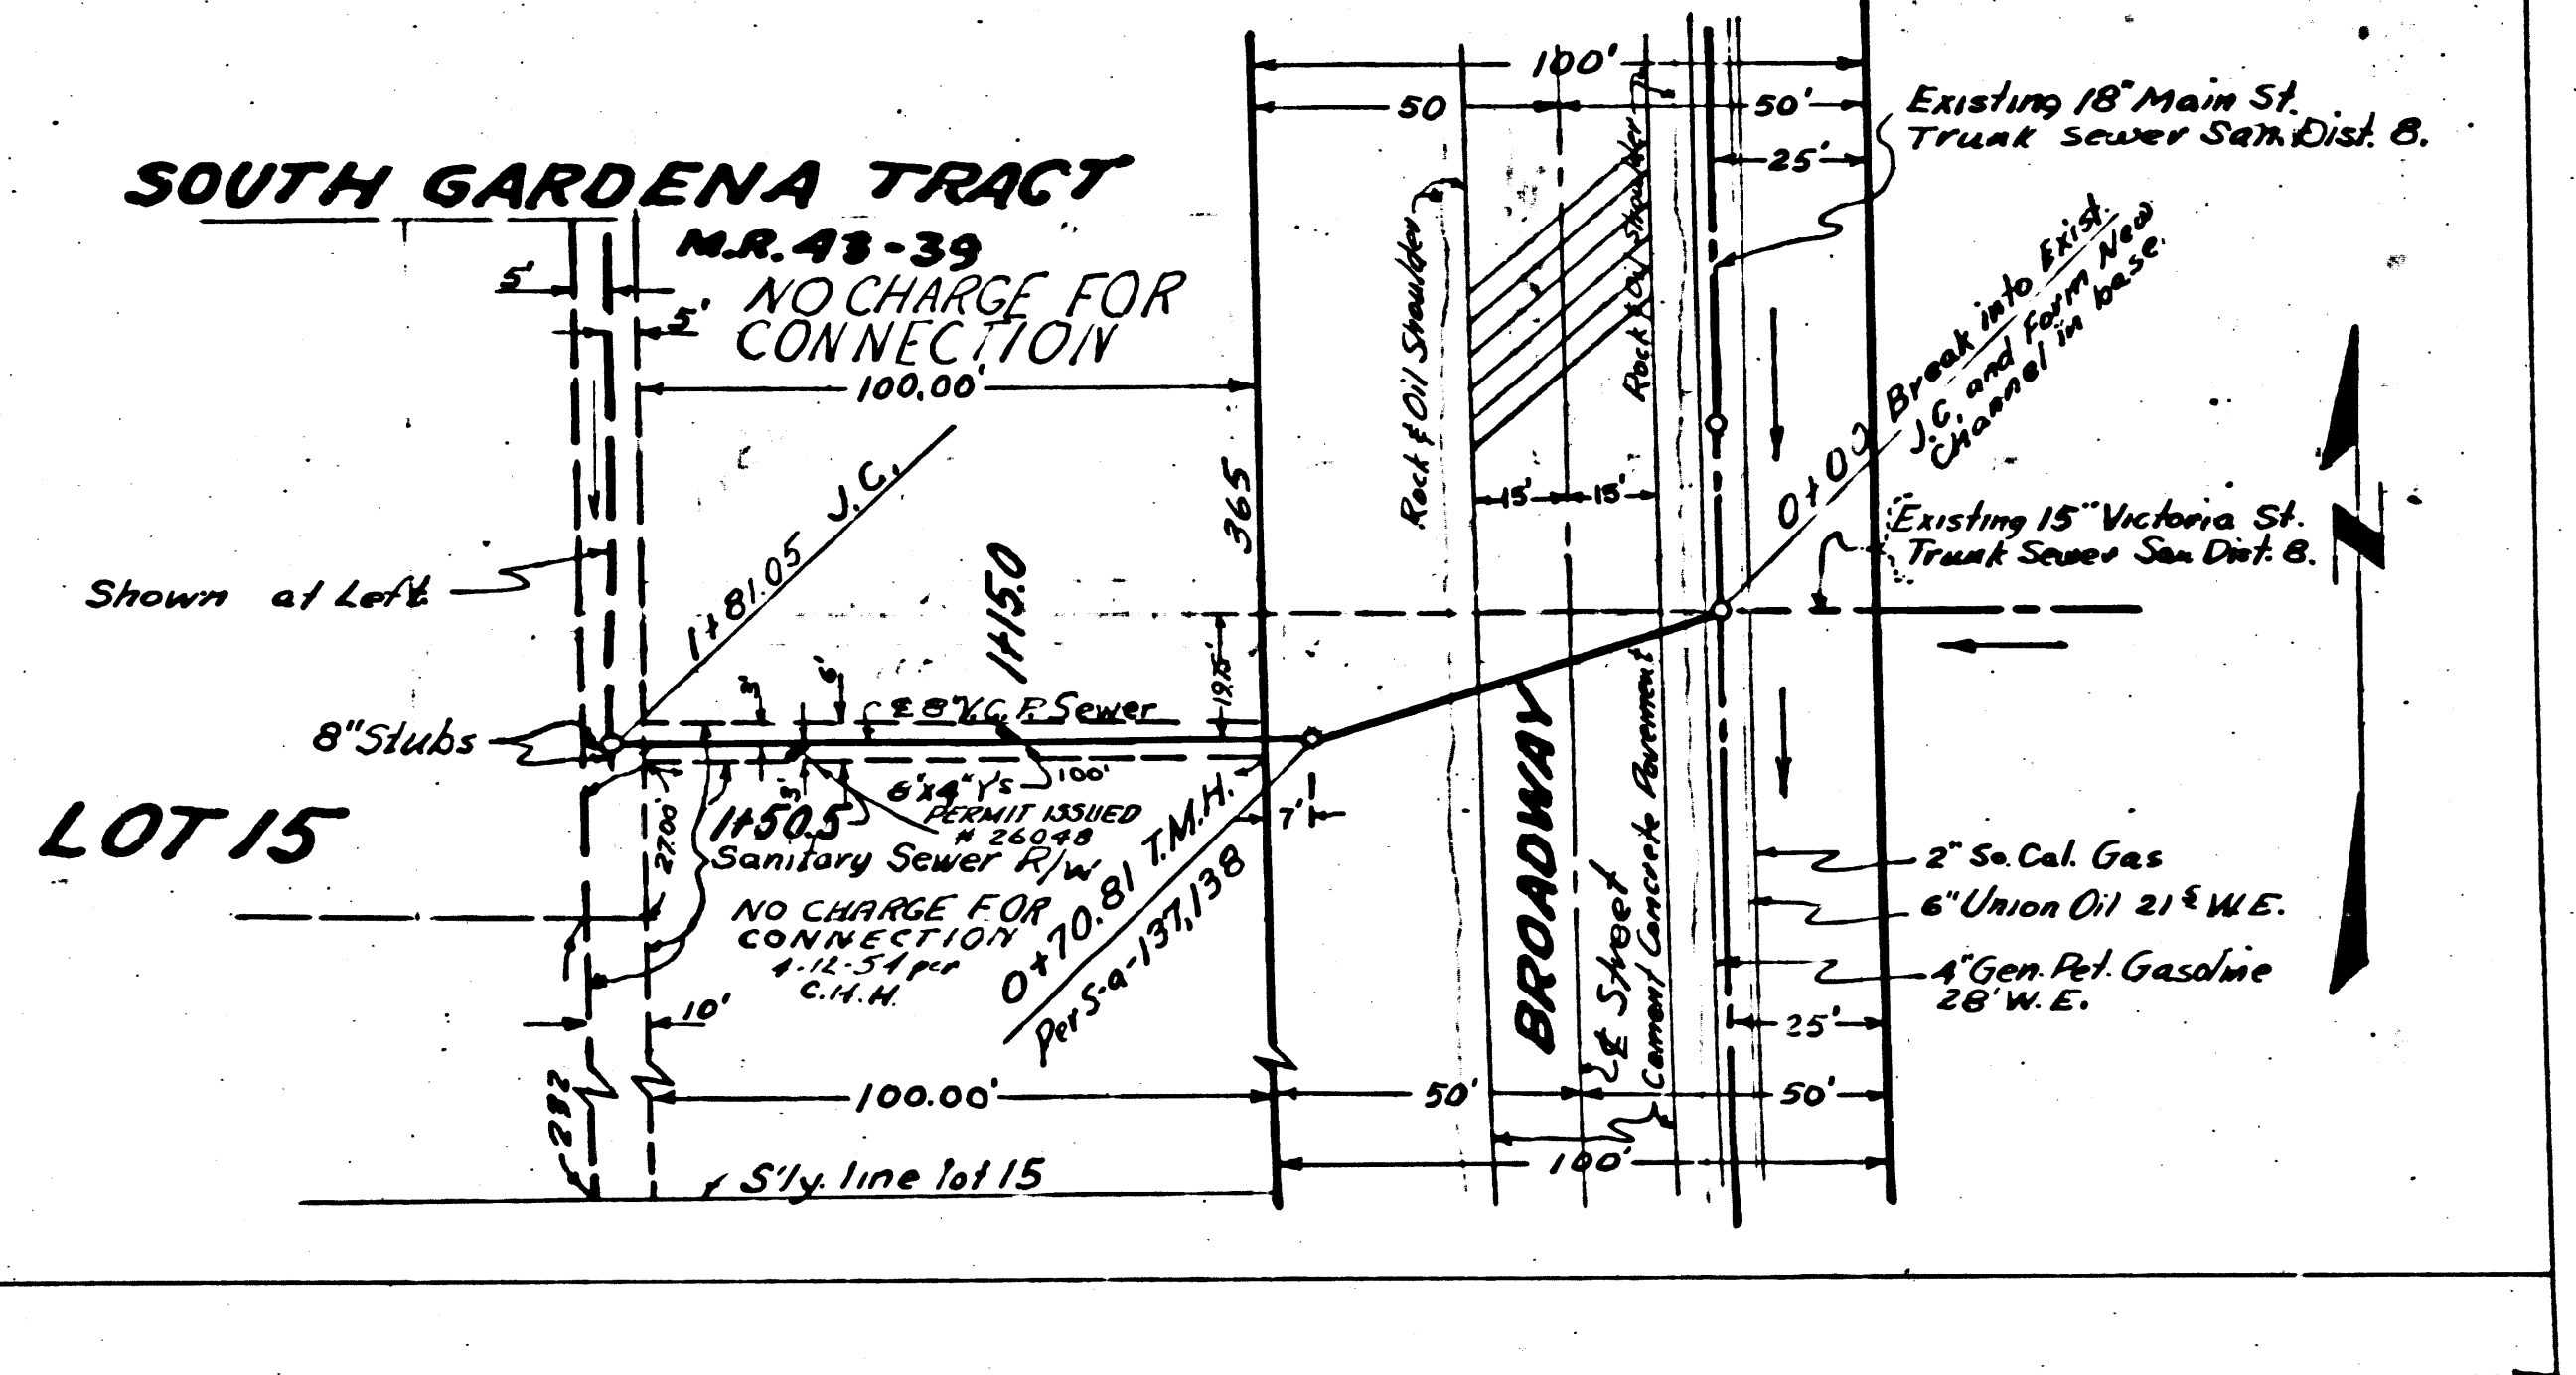 100'
50
50'
25'
Existing 18" Main St.
Trunk Sewer San. Dist. 8.
SOUTH GARDENA TRACT
M.R. 43-39
5'
5'
NO CHARGE FOR
CONNECTION
100.00'
Rock & Oil Shoulder
Rock & Oil Shoulder
Break into Exist.
J.C. and form New
Channel in base.
0+00
365
15'
15'
Existing 15" Victoria St.
Trunk Sewer San Dist. 8.
N
1+81.05 J.C.
1+15.0
Shown at Left
19.75'
3'
6'
℄ 8" V.C.P. Sewer
8" Stubs
100'
6"x4" Y's
3'
PERMIT ISSUED
# 26048
1+50.5
Sanitary Sewer R/W
27.00'
7'
LOT 15
0+70.81 T.M.H.
Per S-a-137,138
NO CHARGE FOR
CONNECTION
4-12-54 per
C.H.H.
BROADWAY
℄ Street
Cement Concrete Pavement
2" So. Cal. Gas
6" Union Oil 21' W.E.
4" Gen. Pet. Gasoline
28' W.E.
10'
25'
282
100.00'
50'
50'
100'
S'ly. line lot 15